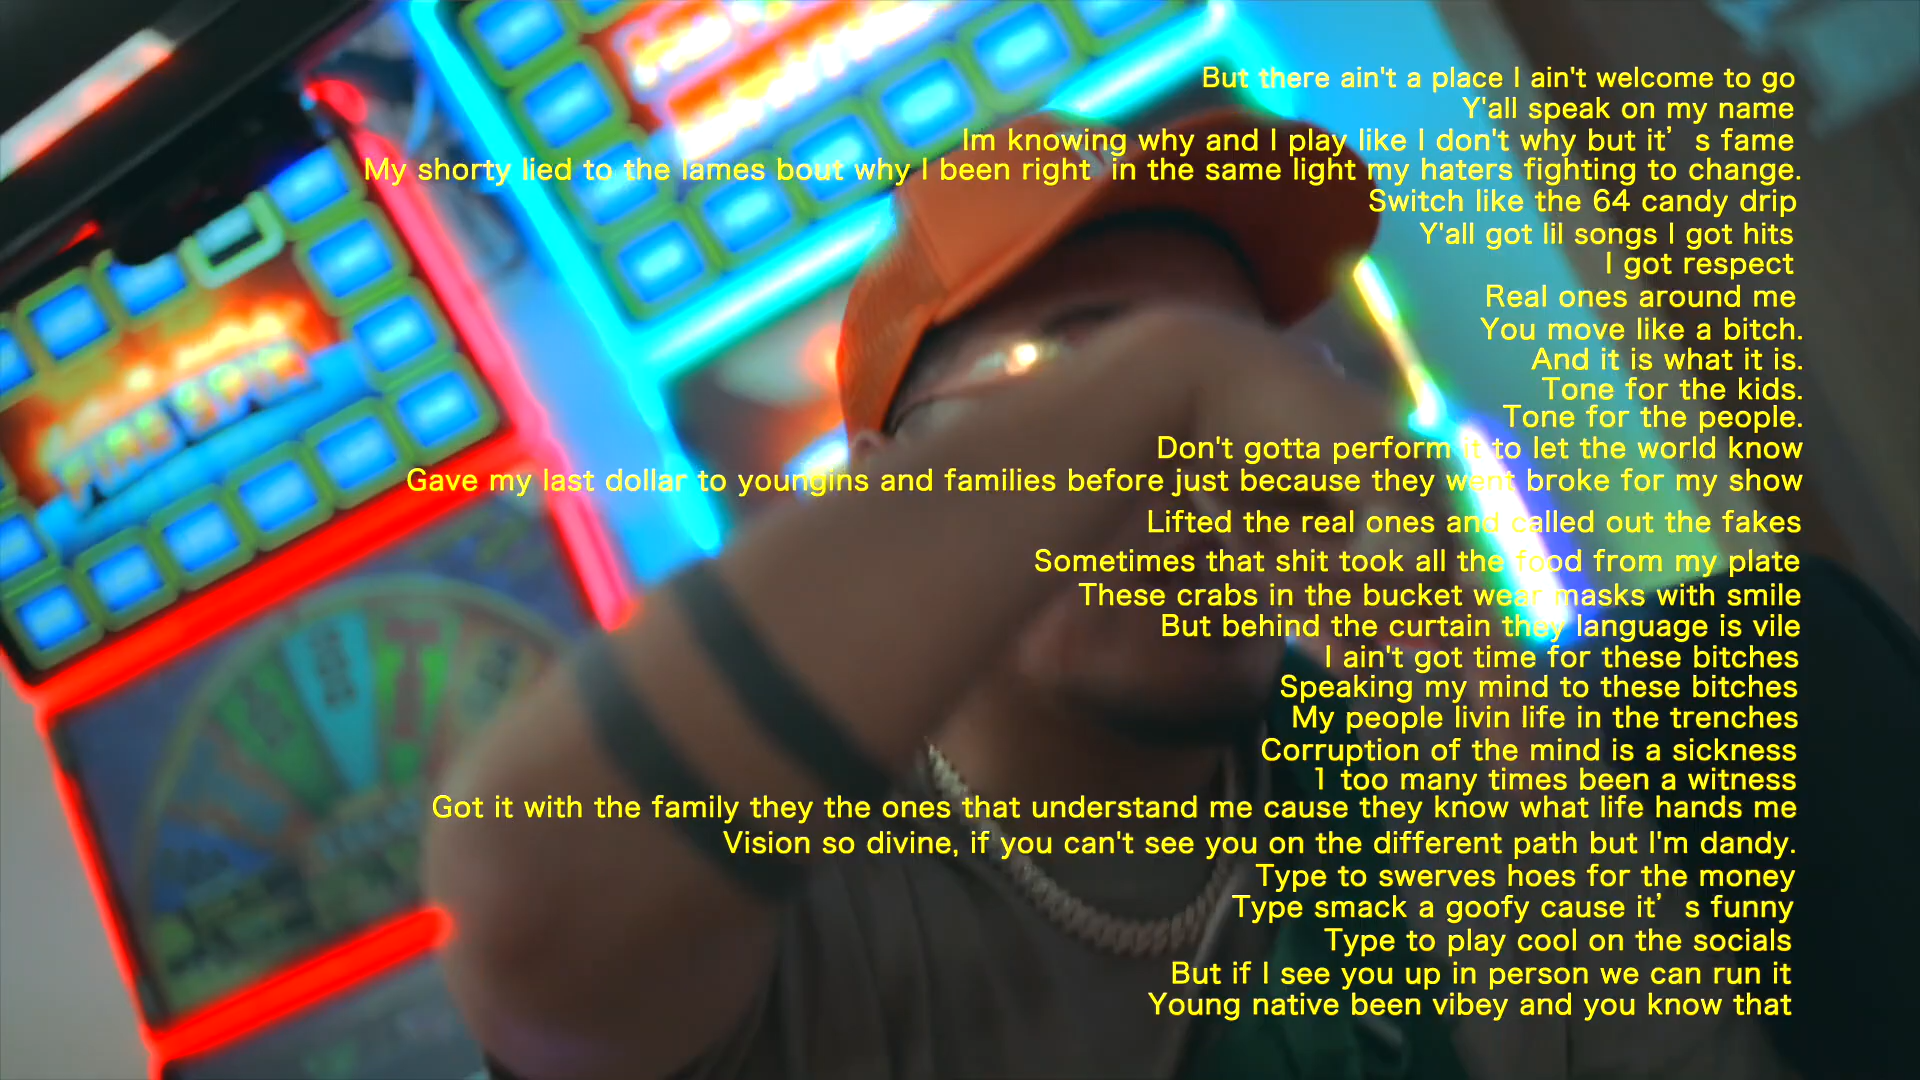 But there ain't a place I ain't welcome to go
Y'all speak on my name
Im knowing why and I play like I don't why but it’s fame
My shorty lied to the lames bout why I been right  in the same light my haters fighting to change.
Switch like the 64 candy drip
Y'all got lil songs I got hits
I got respect
Real ones around me
You move like a bitch.
And it is what it is.
Tone for the kids.
Tone for the people.
Don't gotta perform it to let the world know
Gave my last dollar to youngins and families before just because they went broke for my show
Lifted the real ones and called out the fakes
Sometimes that shit took all the food from my plate
These crabs in the bucket wear masks with smile
But behind the curtain they language is vile
I ain't got time for these bitches
Speaking my mind to these bitches
My people livin life in the trenches
Corruption of the mind is a sickness
1 too many times been a witness
Got it with the family they the ones that understand me cause they know what life hands me
Vision so divine, if you can't see you on the different path but I'm dandy.
Type to swerves hoes for the money
Type smack a goofy cause it’s funny
Type to play cool on the socials
But if I see you up in person we can run it
Young native been vibey and you know that